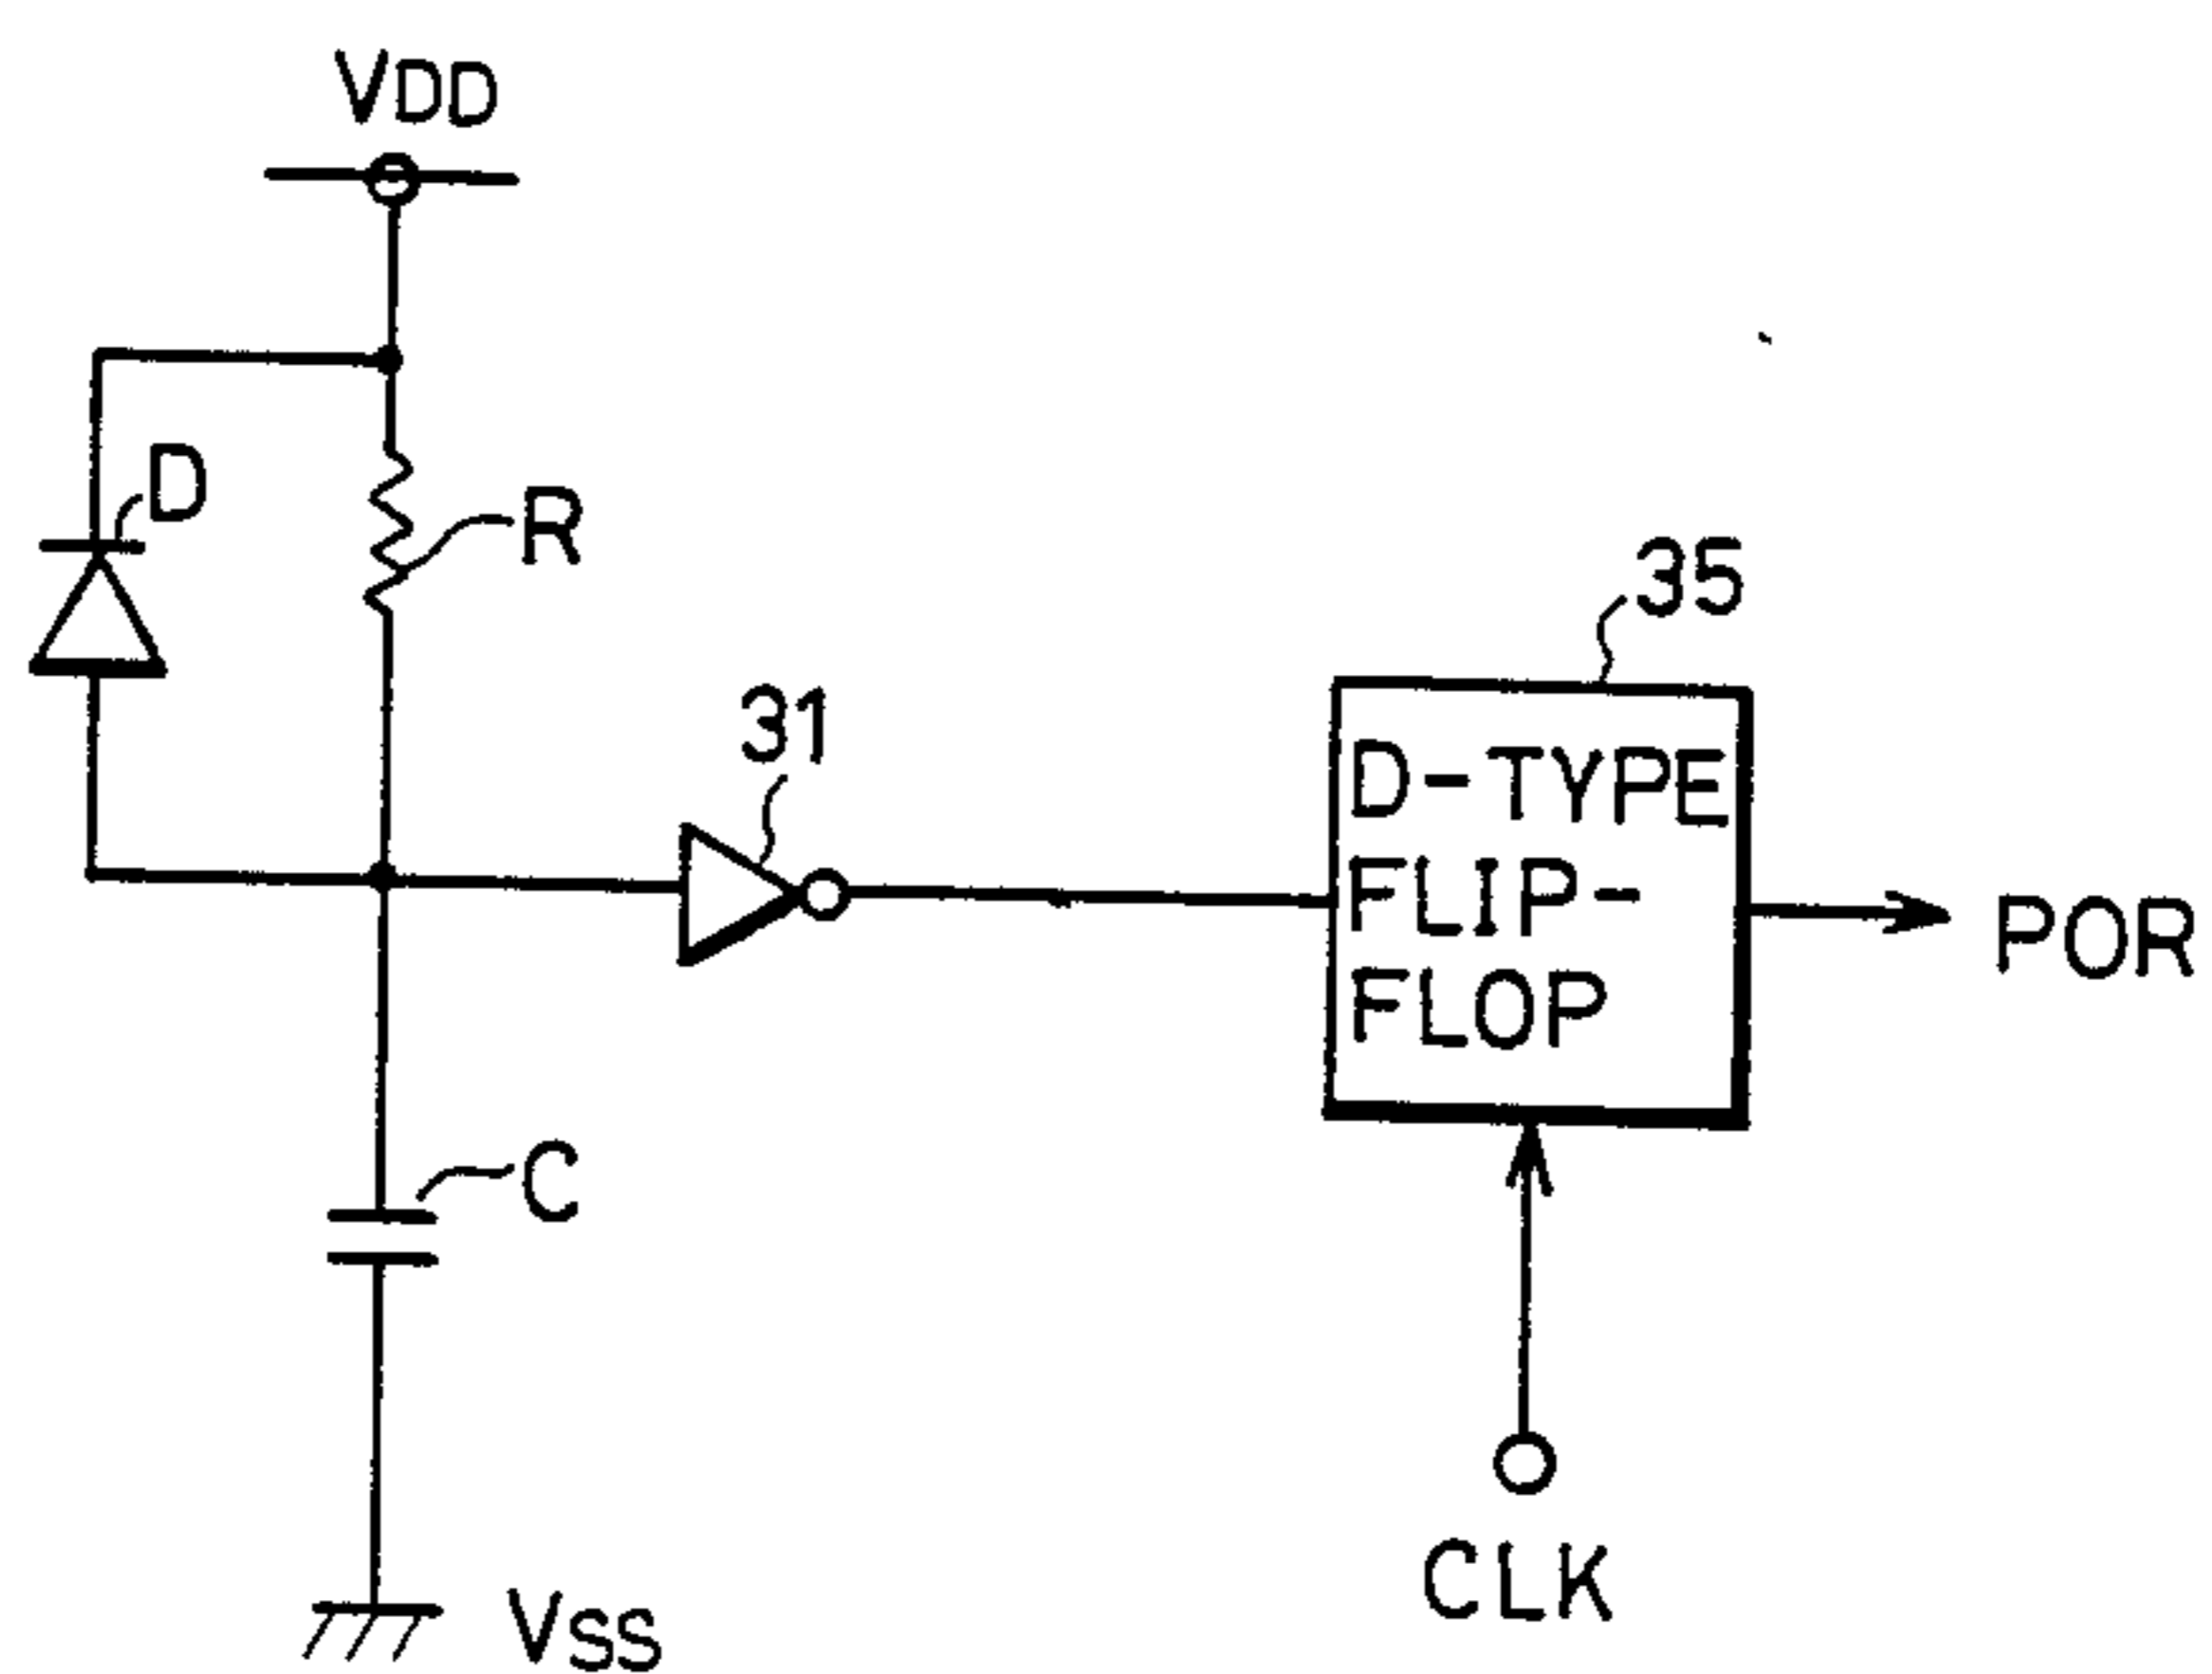 VDD
D
R
35
31
D-TYPE
FLIP-
FLOP
POR
C
CLK
VSS